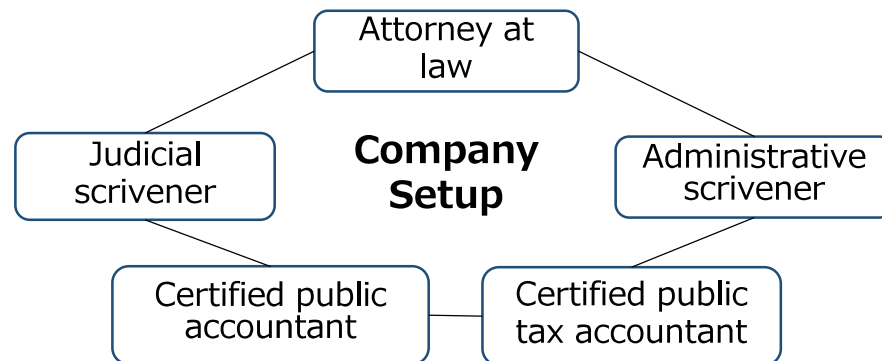 Attorney at
law
Judicial
scrivener
Company
Setup
Administrative
scrivener
Certified public
accountant
Certified public
tax accountant